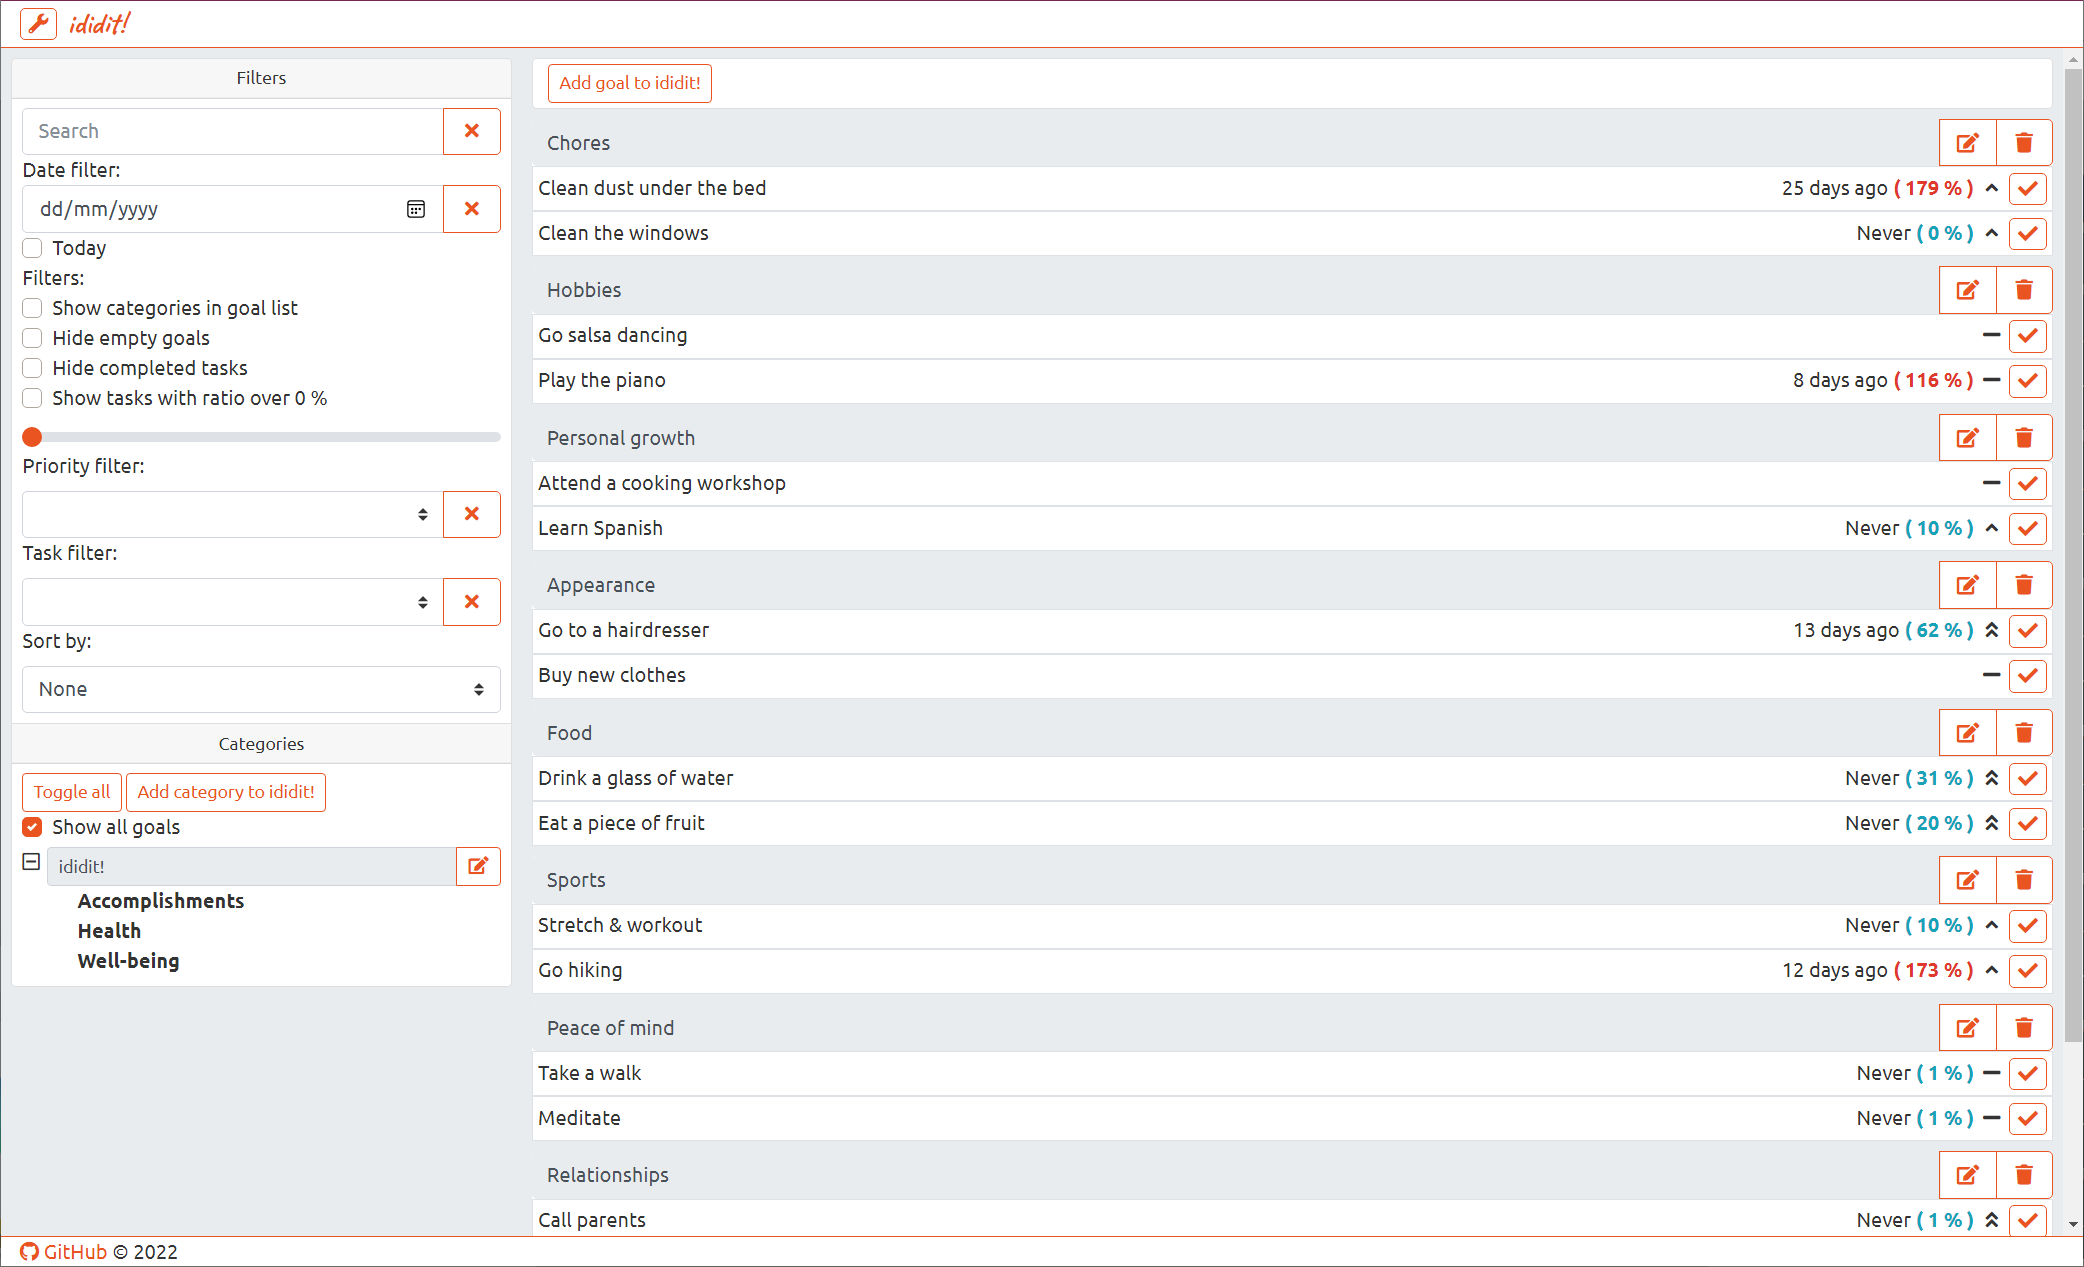 ididit!
Filters
Search
Date filter:
dd/mm/yyyy
Today
Filters:
Show categories in goal list
Hide empty goals
Hide completed tasks
Show tasks with ratio over 0 %
Priority filter:
Task filter:
Sort by:
None
Categories
Toggle all
Add category to ididit!
Show all goals
ididit!
Accomplishments
Health
Well-being
Add goal to ididit!
Chores
Clean dust under the bed 25 days ago ( 179 % )
Clean the windows Never ( 0 % )
Hobbies
Go salsa dancing
Play the piano 8 days ago ( 116 % )
Personal growth
Attend a cooking workshop
Learn Spanish Never ( 10 % )
Appearance
Go to a hairdresser 13 days ago ( 62 % )
Buy new clothes
Food
Drink a glass of water Never ( 31 % )
Eat a piece of fruit Never ( 20 % )
Sports
Stretch & workout Never ( 10 % )
Go hiking 12 days ago ( 173 % )
Peace of mind
Take a walk Never ( 1 % )
Meditate Never ( 1 % )
Relationships
Call parents Never ( 1 % )
GitHub © 2022